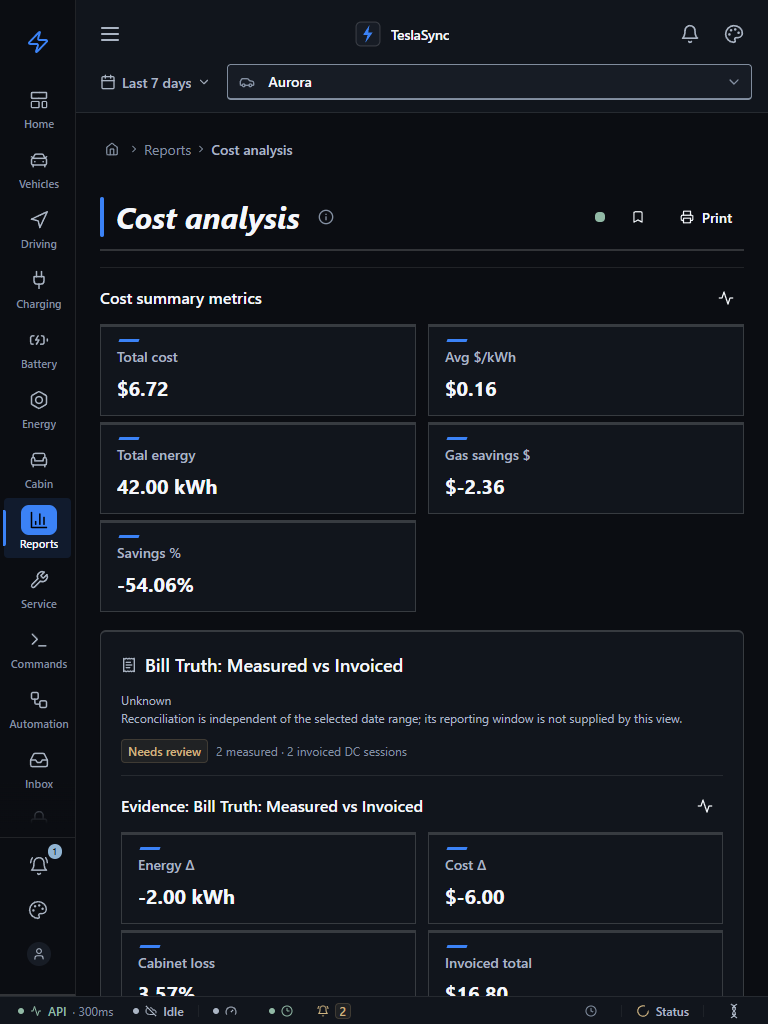 TeslaSync
Last 7 days
Aurora
Home
Vehicles
Driving
Charging
Battery
Energy
Cabin
Reports
Service
Commands
Automation
Inbox
1
Reports
Cost analysis
Cost analysis
Print
Cost summary metrics
Total cost
$6.72
Avg $/kWh
$0.16
Total energy
42.00 kWh
Gas savings $
$-2.36
Savings %
-54.06%
Bill Truth: Measured vs Invoiced
Unknown
Reconciliation is independent of the selected date range; its reporting window is not supplied by this view.
Needs review 2 measured · 2 invoiced DC sessions
Evidence: Bill Truth: Measured vs Invoiced
Energy Δ
-2.00 kWh
Cost Δ
$-6.00
Cabinet loss
3.57%
Invoiced total
$16.80
API · 300ms
Idle
2
Status